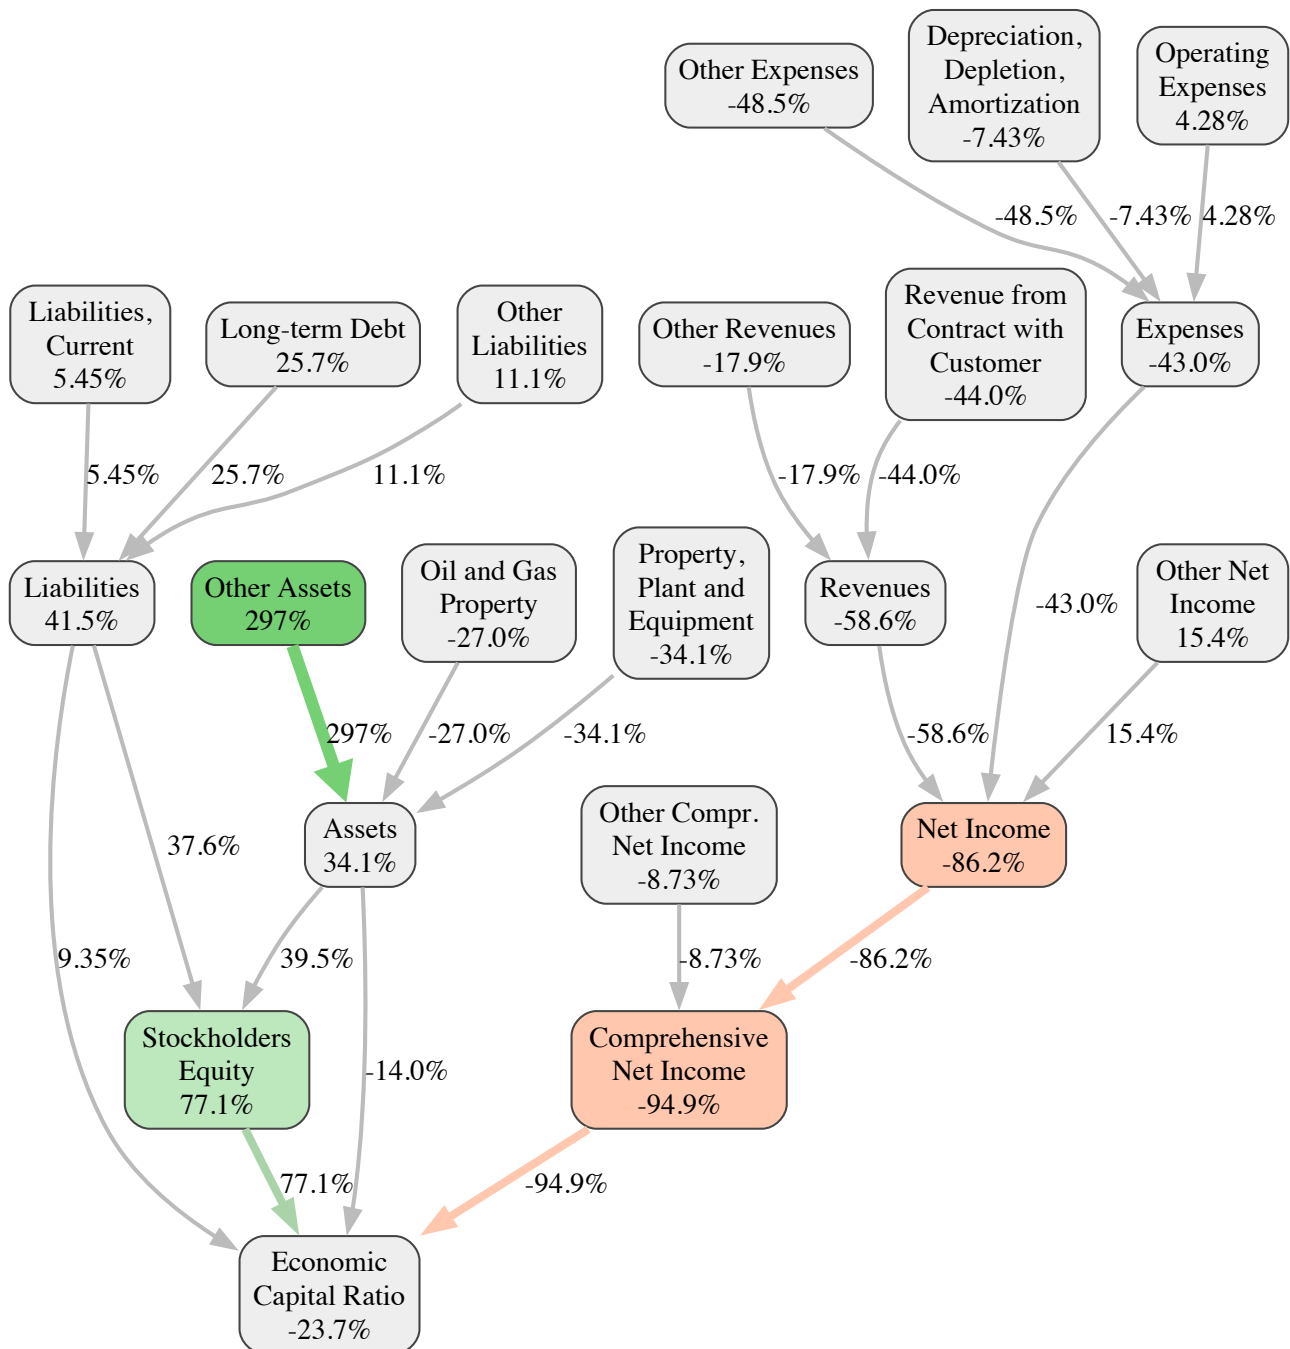 Other Expenses
-48.5%
Depreciation,
Depletion,
Amortization
-7.43%
Operating
Expenses
4.28%
-48.5%
-7.43%
4.28%
Liabilities,
Current
5.45%
Long-term Debt
25.7%
Other
Liabilities
11.1%
Other Revenues
-17.9%
Revenue from
Contract with
Customer
-44.0%
Expenses
-43.0%
5.45%
25.7%
11.1%
-17.9%
-44.0%
Liabilities
41.5%
Other Assets
297%
Oil and Gas
Property
-27.0%
Property,
Plant and
Equipment
-34.1%
Revenues
-58.6%
-43.0%
Other Net
Income
15.4%
297%
-27.0%
-34.1%
-58.6%
15.4%
37.6%
Assets
34.1%
Other Compr.
Net Income
-8.73%
Net Income
-86.2%
9.35%
39.5%
-8.73%
-86.2%
Stockholders
Equity
77.1%
-14.0%
Comprehensive
Net Income
-94.9%
77.1%
-94.9%
Economic
Capital Ratio
-23.7%